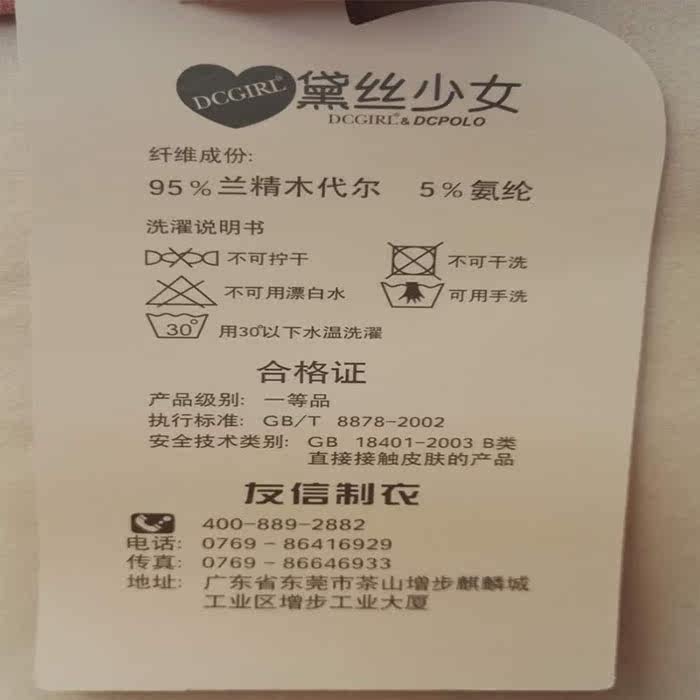 DCGIRL® 黛丝少女
DCGIRL® & DCPOLO
纤维成份:
95%兰精木代尔 5%氨纶
洗濯说明书
不可拧干 不可干洗
不可用漂白水 可用手洗
30° 用30°以下水温洗濯
合格证
产品级别: 一等品
执行标准: GB/T 8878-2002
安全技术类别: GB 18401-2003 B类
直接接触皮肤的产品
友信制衣
400-889-2882
电话: 0769-86416929
传真: 0769-86646933
地址: 广东省东莞市茶山增步麒麟城
工业区增步工业大厦